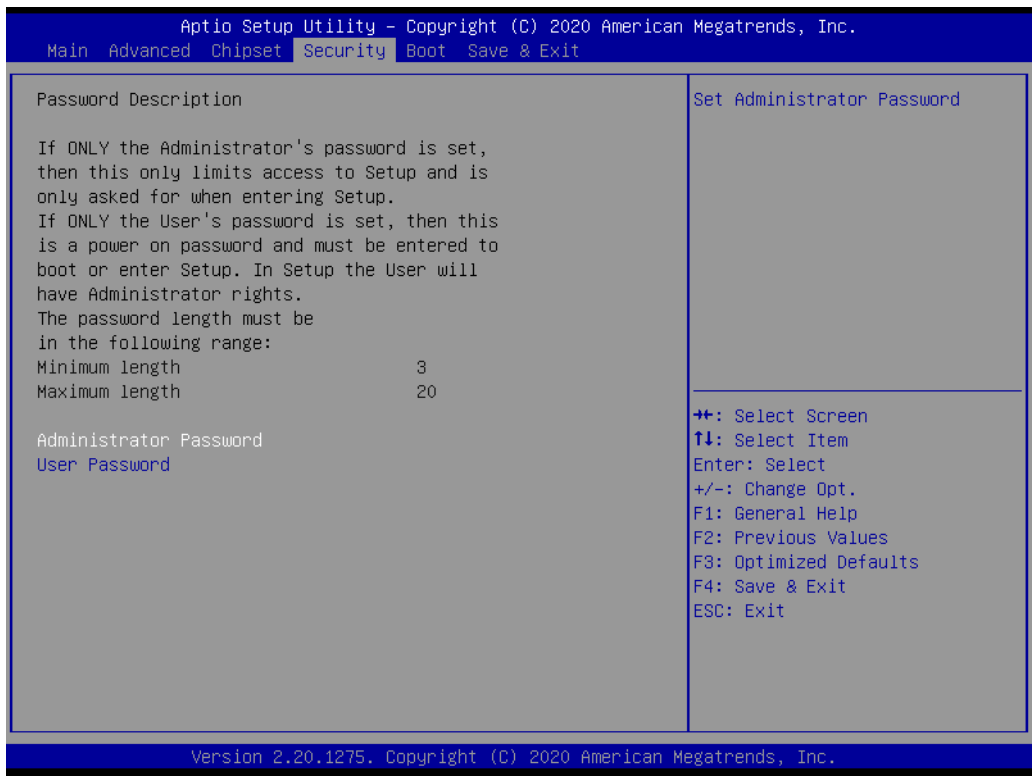 Aptio Setup Utility – Copyright (C) 2020 American Megatrends, Inc.
Main Advanced Chipset Security Boot Save & Exit
Password Description
If ONLY the Administrator's password is set,
then this only limits access to Setup and is
only asked for when entering Setup.
If ONLY the User's password is set, then this
is a power on password and must be entered to
boot or enter Setup. In Setup the User will
have Administrator rights.
The password length must be
in the following range:
Minimum length 3
Maximum length 20
Administrator Password
User Password
Set Administrator Password
→←: Select Screen
↑↓: Select Item
Enter: Select
+/-: Change Opt.
F1: General Help
F2: Previous Values
F3: Optimized Defaults
F4: Save & Exit
ESC: Exit
Version 2.20.1275. Copyright (C) 2020 American Megatrends, Inc.